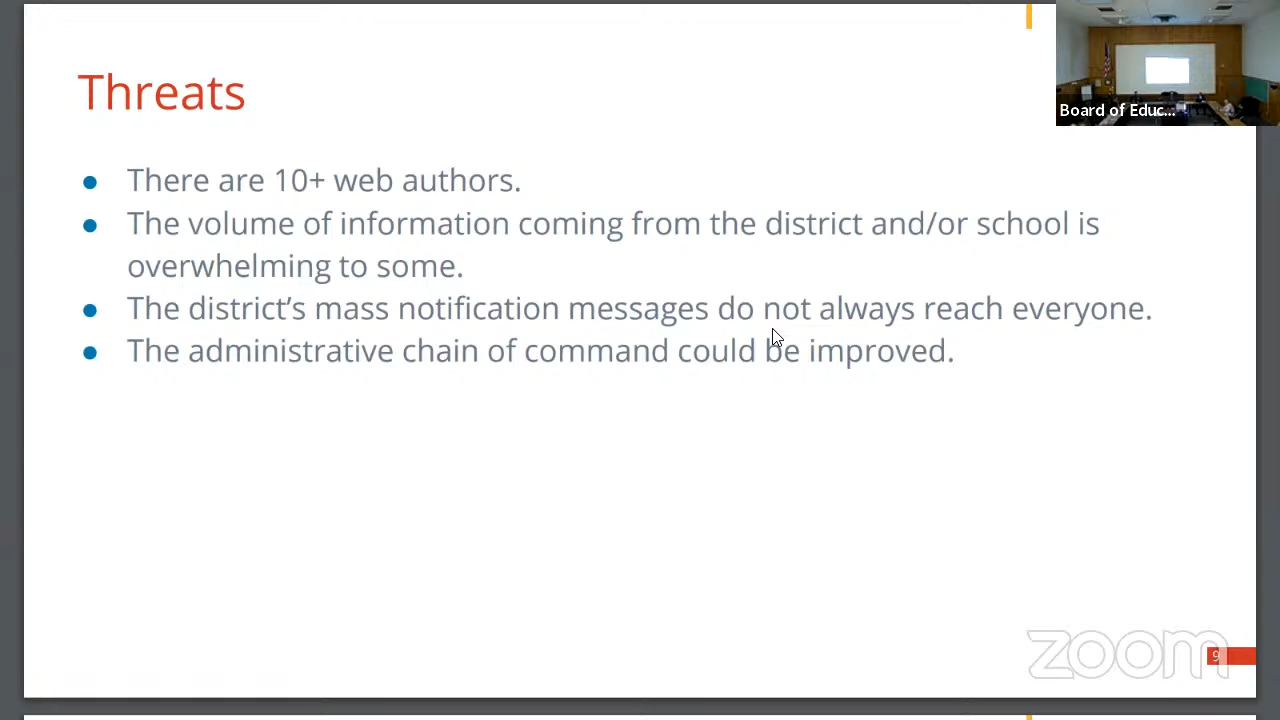 Threats
Board of Educ...
There are 10+ web authors.
The volume of information coming from the district and/or school is
overwhelming to some.
The district’s mass notification messages do not always reach everyone.
The administrative chain of command could be improved.
zoom
9